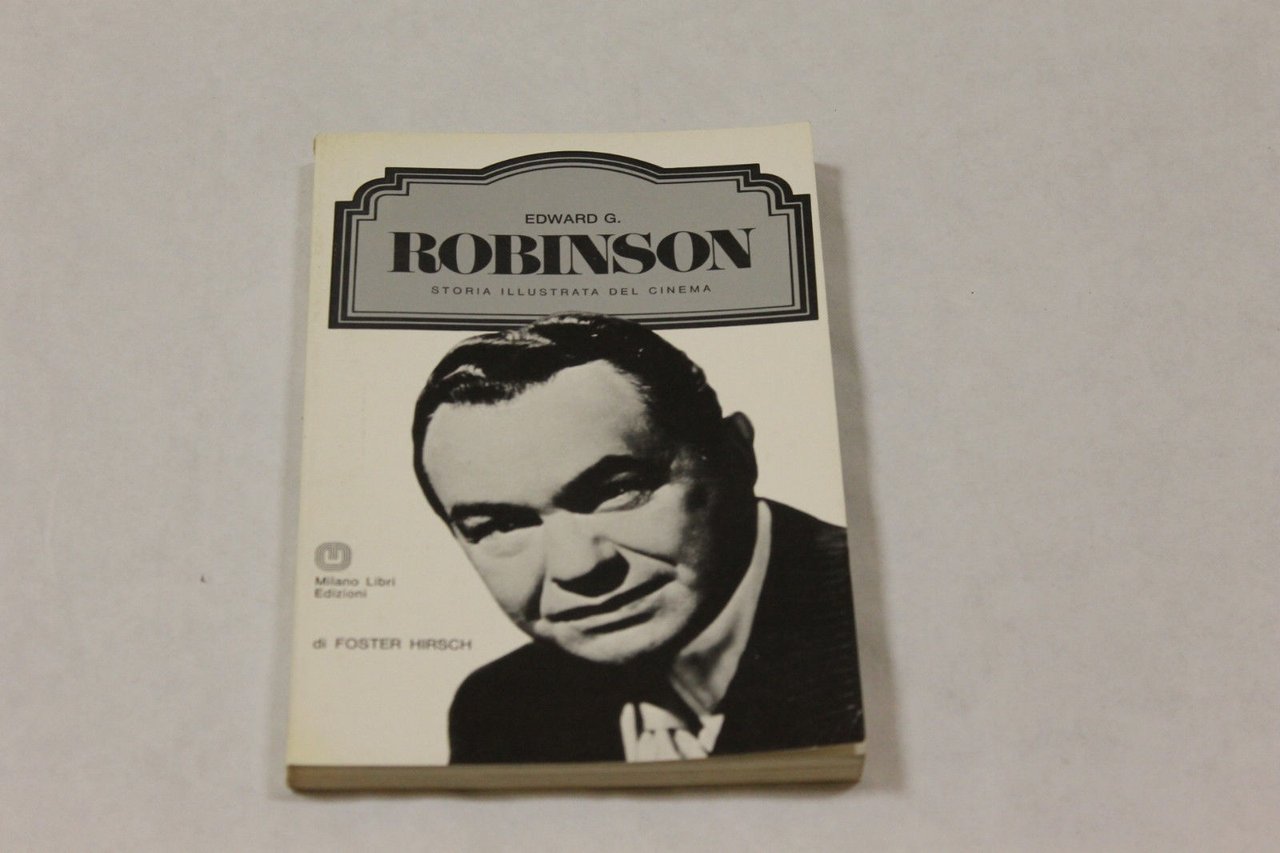 EDWARD G.
ROBINSON
STORIA ILLUSTRATA DEL CINEMA
Milano Libri
Edizioni
di FOSTER HIRSCH